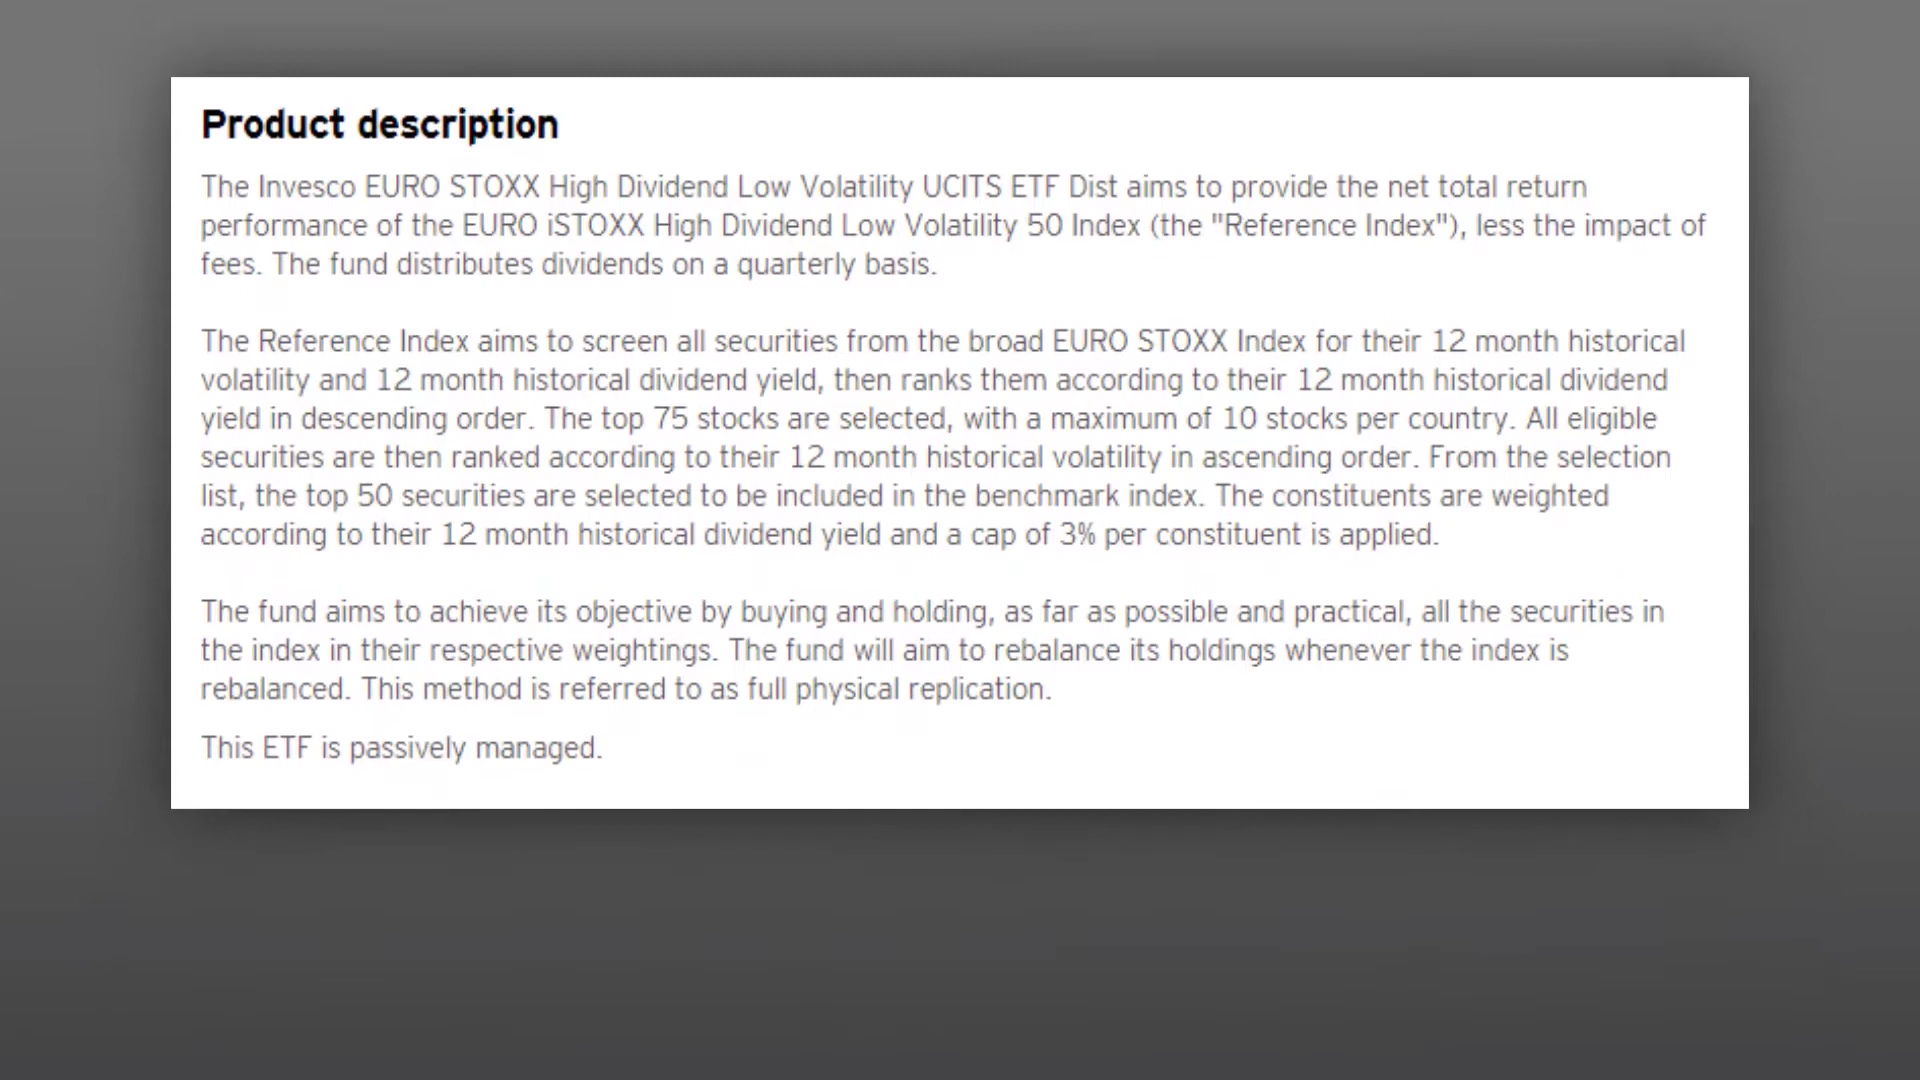 Product description
The Invesco EURO STOXX High Dividend Low Volatility UCITS ETF Dist aims to provide the net total return
performance of the EURO iSTOXX High Dividend Low Volatility 50 Index (the "Reference Index"), less the impact of
fees. The fund distributes dividends on a quarterly basis.
The Reference Index aims to screen all securities from the broad EURO STOXX Index for their 12 month historical
volatility and 12 month historical dividend yield, then ranks them according to their 12 month historical dividend
yield in descending order. The top 75 stocks are selected, with a maximum of 10 stocks per country. All eligible
securities are then ranked according to their 12 month historical volatility in ascending order. From the selection
list, the top 50 securities are selected to be included in the benchmark index. The constituents are weighted
according to their 12 month historical dividend yield and a cap of 3% per constituent is applied.
The fund aims to achieve its objective by buying and holding, as far as possible and practical, all the securities in
the index in their respective weightings. The fund will aim to rebalance its holdings whenever the index is
rebalanced. This method is referred to as full physical replication.
This ETF is passively managed.